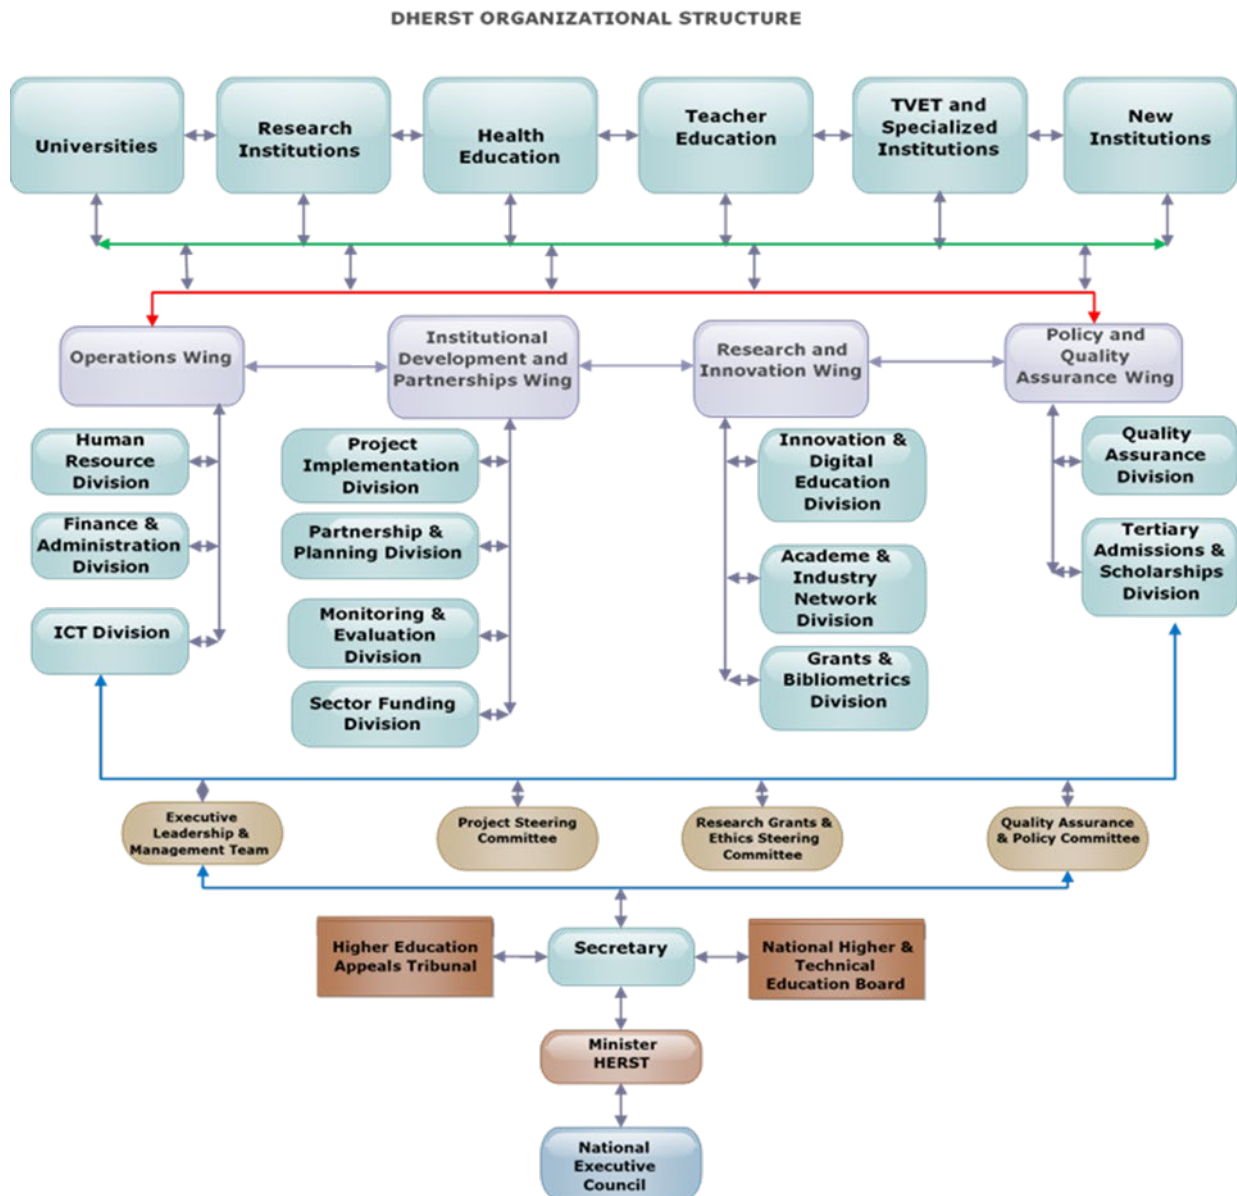 DHERST ORGANIZATIONAL STRUCTURE
Universities
Research
Institutions
Health
Education
Teacher
Education
TVET and
Specialized
Institutions
New
Institutions
Operations Wing
Institutional
Development and
Partnerships Wing
Research and
Innovation Wing
Policy and
Quality
Assurance Wing
Human
Resource
Division
Finance &
Administration
Division
ICT Division
Project
Implementation
Division
Partnership &
Planning Division
Monitoring &
Evaluation
Division
Sector Funding
Division
Innovation &
Digital
Education
Division
Academe &
Industry
Network
Division
Grants &
Bibliometrics
Division
Quality
Assurance
Division
Tertiary
Admissions &
Scholarships
Division
Executive
Leadership &
Management Team
Project Steering
Committee
Research Grants &
Ethics Steering
Committee
Quality Assurance
& Policy Committee
Higher Education
Appeals Tribunal
Secretary
National Higher &
Technical
Education Board
Minister
HERST
National
Executive
Council